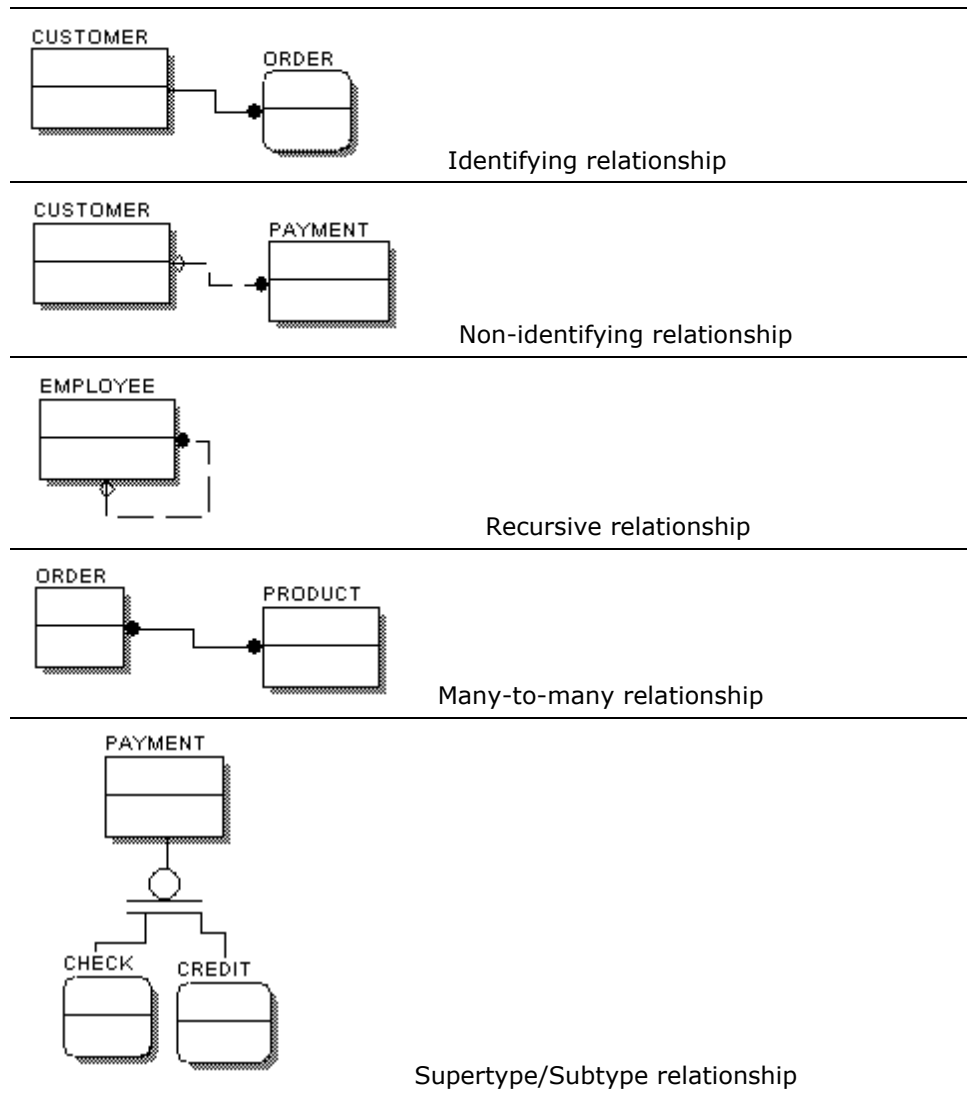 CUSTOMER
ORDER
Identifying relationship
CUSTOMER
PAYMENT
Non-identifying relationship
EMPLOYEE
Recursive relationship
ORDER
PRODUCT
Many-to-many relationship
PAYMENT
CHECK
CREDIT
Supertype/Subtype relationship